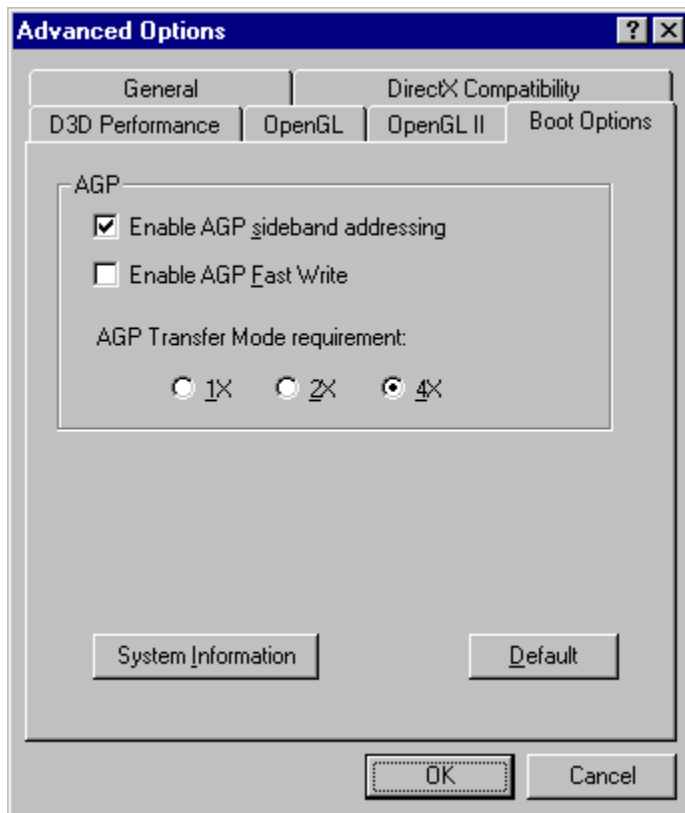 Advanced Options
General DirectX Compatibility
D3D Performance OpenGL OpenGL II Boot Options
AGP
Enable AGP sideband addressing
Enable AGP Fast Write
AGP Transfer Mode requirement:
1X 2X 4X
System Information Default
OK Cancel